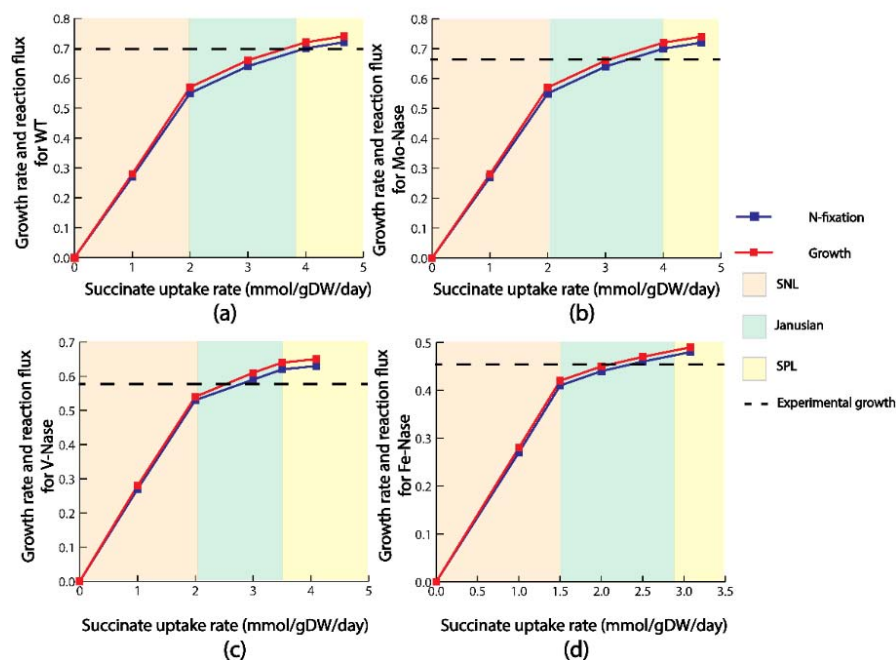 (a)
Growth rate and reaction flux
for WT
0.8
0.7
0.6
0.5
0.4
0.3
0.2
0.1
0.0
0 1 2 3 4 5
Succinate uptake rate (mmol/gDW/day)
(a)
(b)
Growth rate and reaction flux
for Mo-Nase
0.8
0.7
0.6
0.5
0.4
0.3
0.2
0.1
0.0
0 1 2 3 4 5
Succinate uptake rate (mmol/gDW/day)
(b)
N-fixation
Growth
SNL
Janusian
SPL
Experimental growth
(c)
Growth rate and reaction flux
for V-Nase
0.7
0.6
0.5
0.4
0.3
0.2
0.1
0.0
0 1 2 3 4 5
Succinate uptake rate (mmol/gDW/day)
(c)
(d)
Growth rate and reaction flux
for Fe-Nase
0.5
0.4
0.3
0.2
0.1
0.0
0.0 0.5 1.0 1.5 2.0 2.5 3.0 3.5
Succinate uptake rate (mmol/gDW/day)
(d)